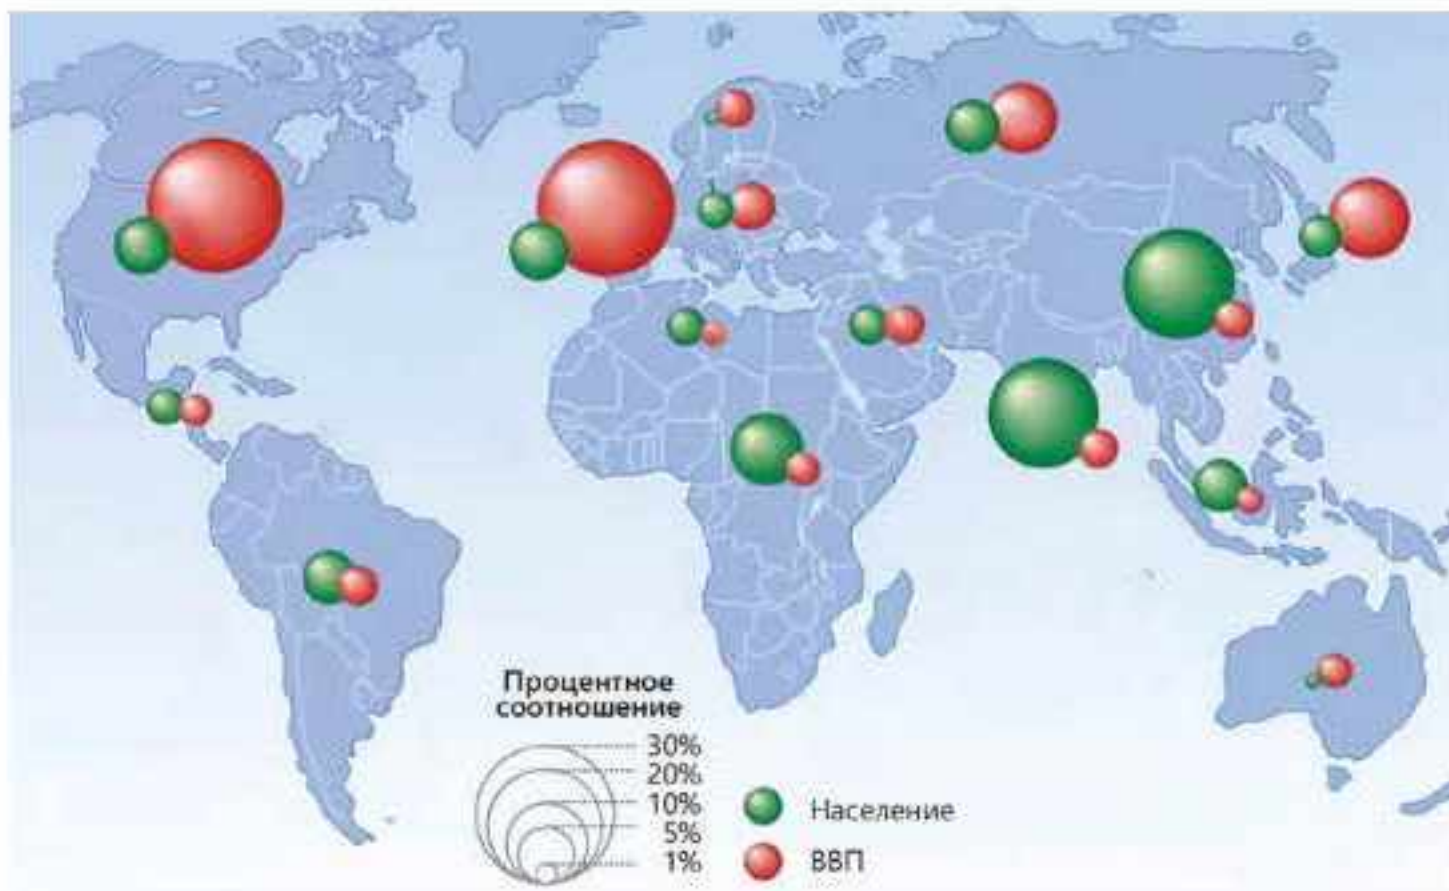 Процентное
соотношение
30%
20%
10%
5%
1%
Население
ВВП